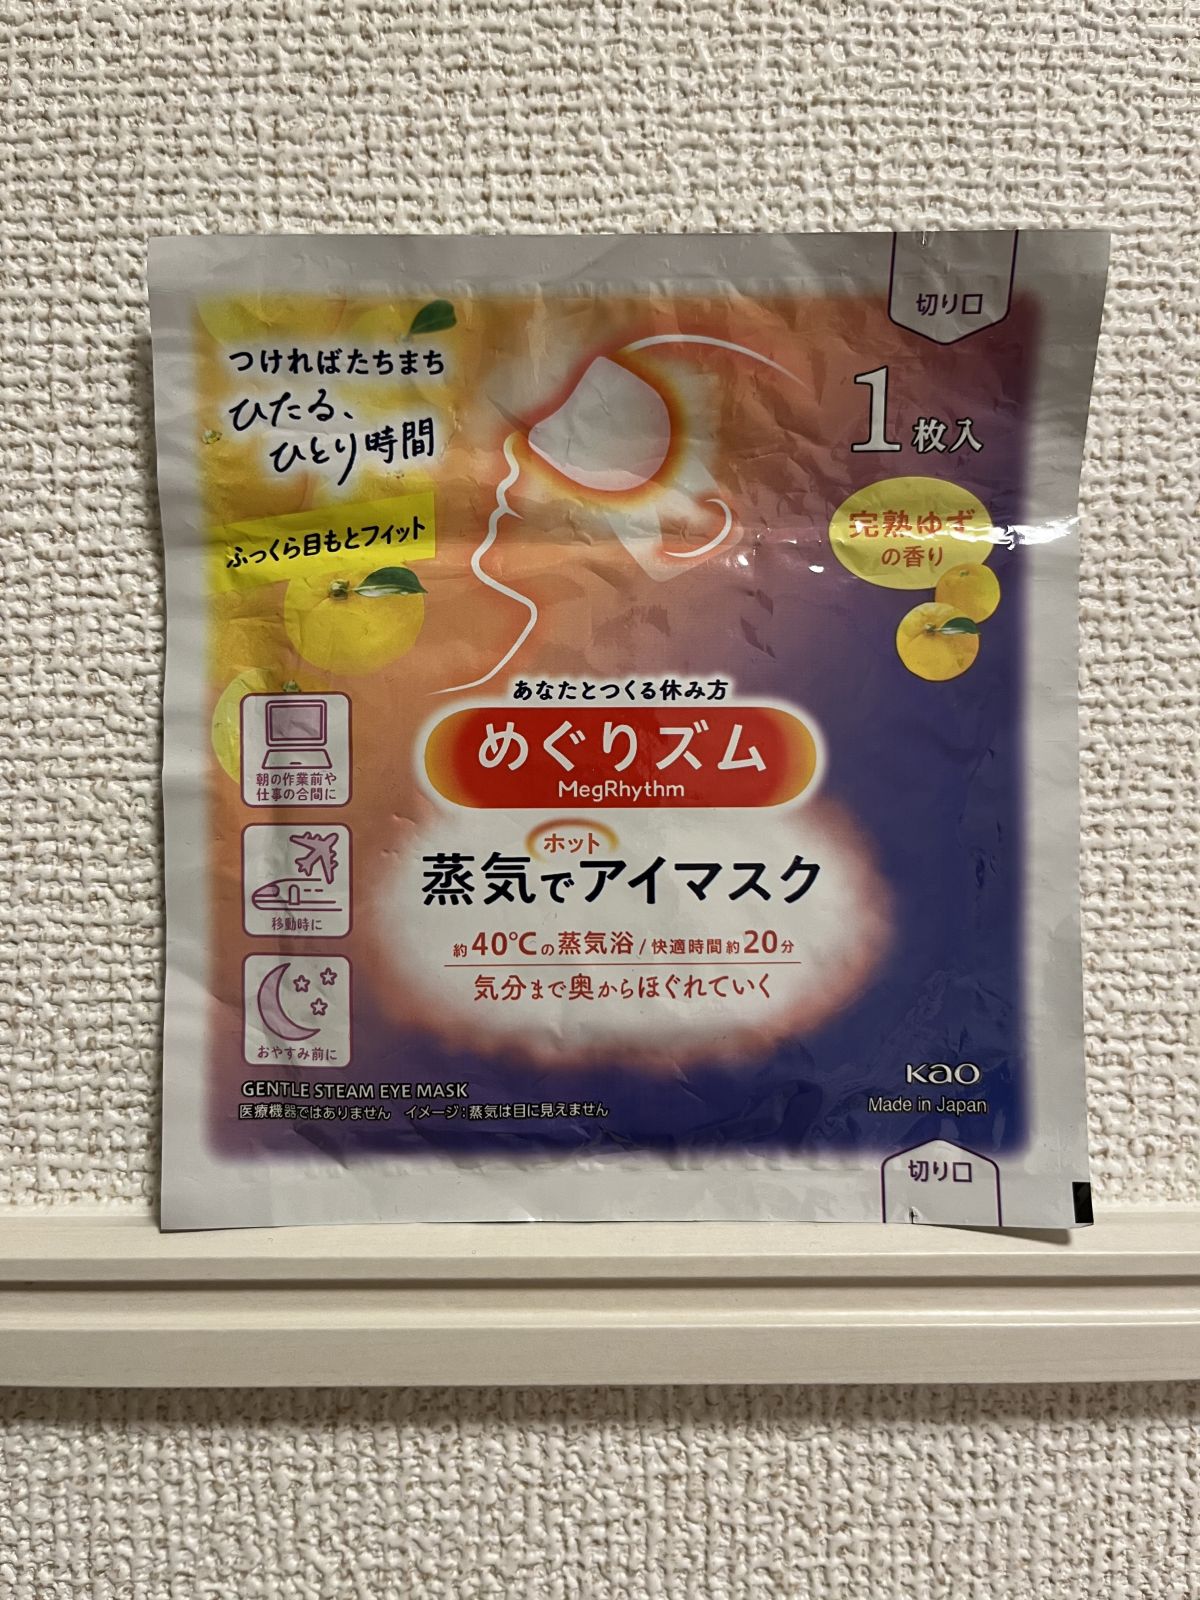 切り口
つければたちまち
ひたる、
ひとり時間
1枚入
ふっくら目もとフィット
完熟ゆず
の香り
あなたとつくる休み方
めぐりズム
MegRhythm
ホット
蒸気でアイマスク
約40℃の蒸気浴/快適時間約20分
気分まで奥からほぐれていく
朝の作業前や
仕事の合間に
移動時に
おやすみ前に
GENTLE STEAM EYE MASK
医療機器ではありません イメージ:蒸気は目に見えません
Kao
Made in Japan
切り口